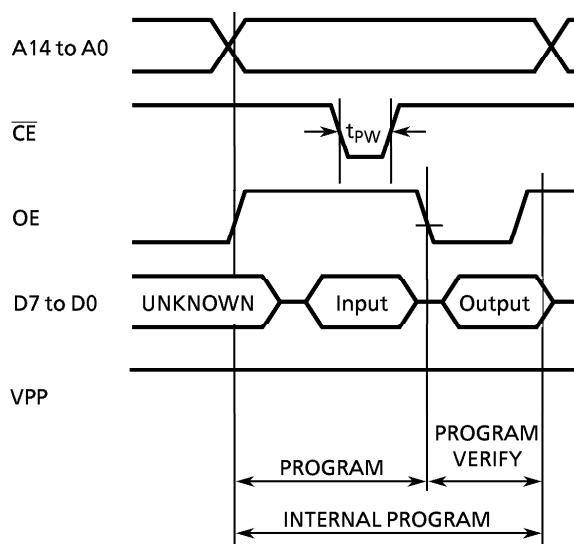 A14 to A0
CE
tPW
OE
D7 to D0
UNKNOWN
Input
Output
VPP
PROGRAM
PROGRAM
VERIFY
INTERNAL PROGRAM